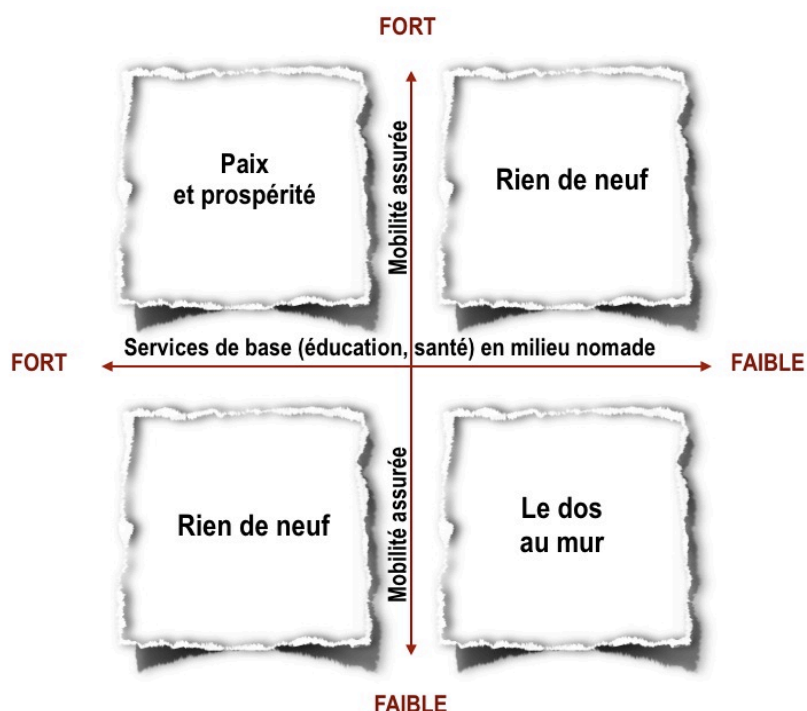 FORT
Paix
et prospérité
Mobilité assurée
Rien de neuf
Services de base (éducation, santé) en milieu nomade
FORT
FAIBLE
Rien de neuf
Mobilité assurée
Le dos
au mur
FAIBLE